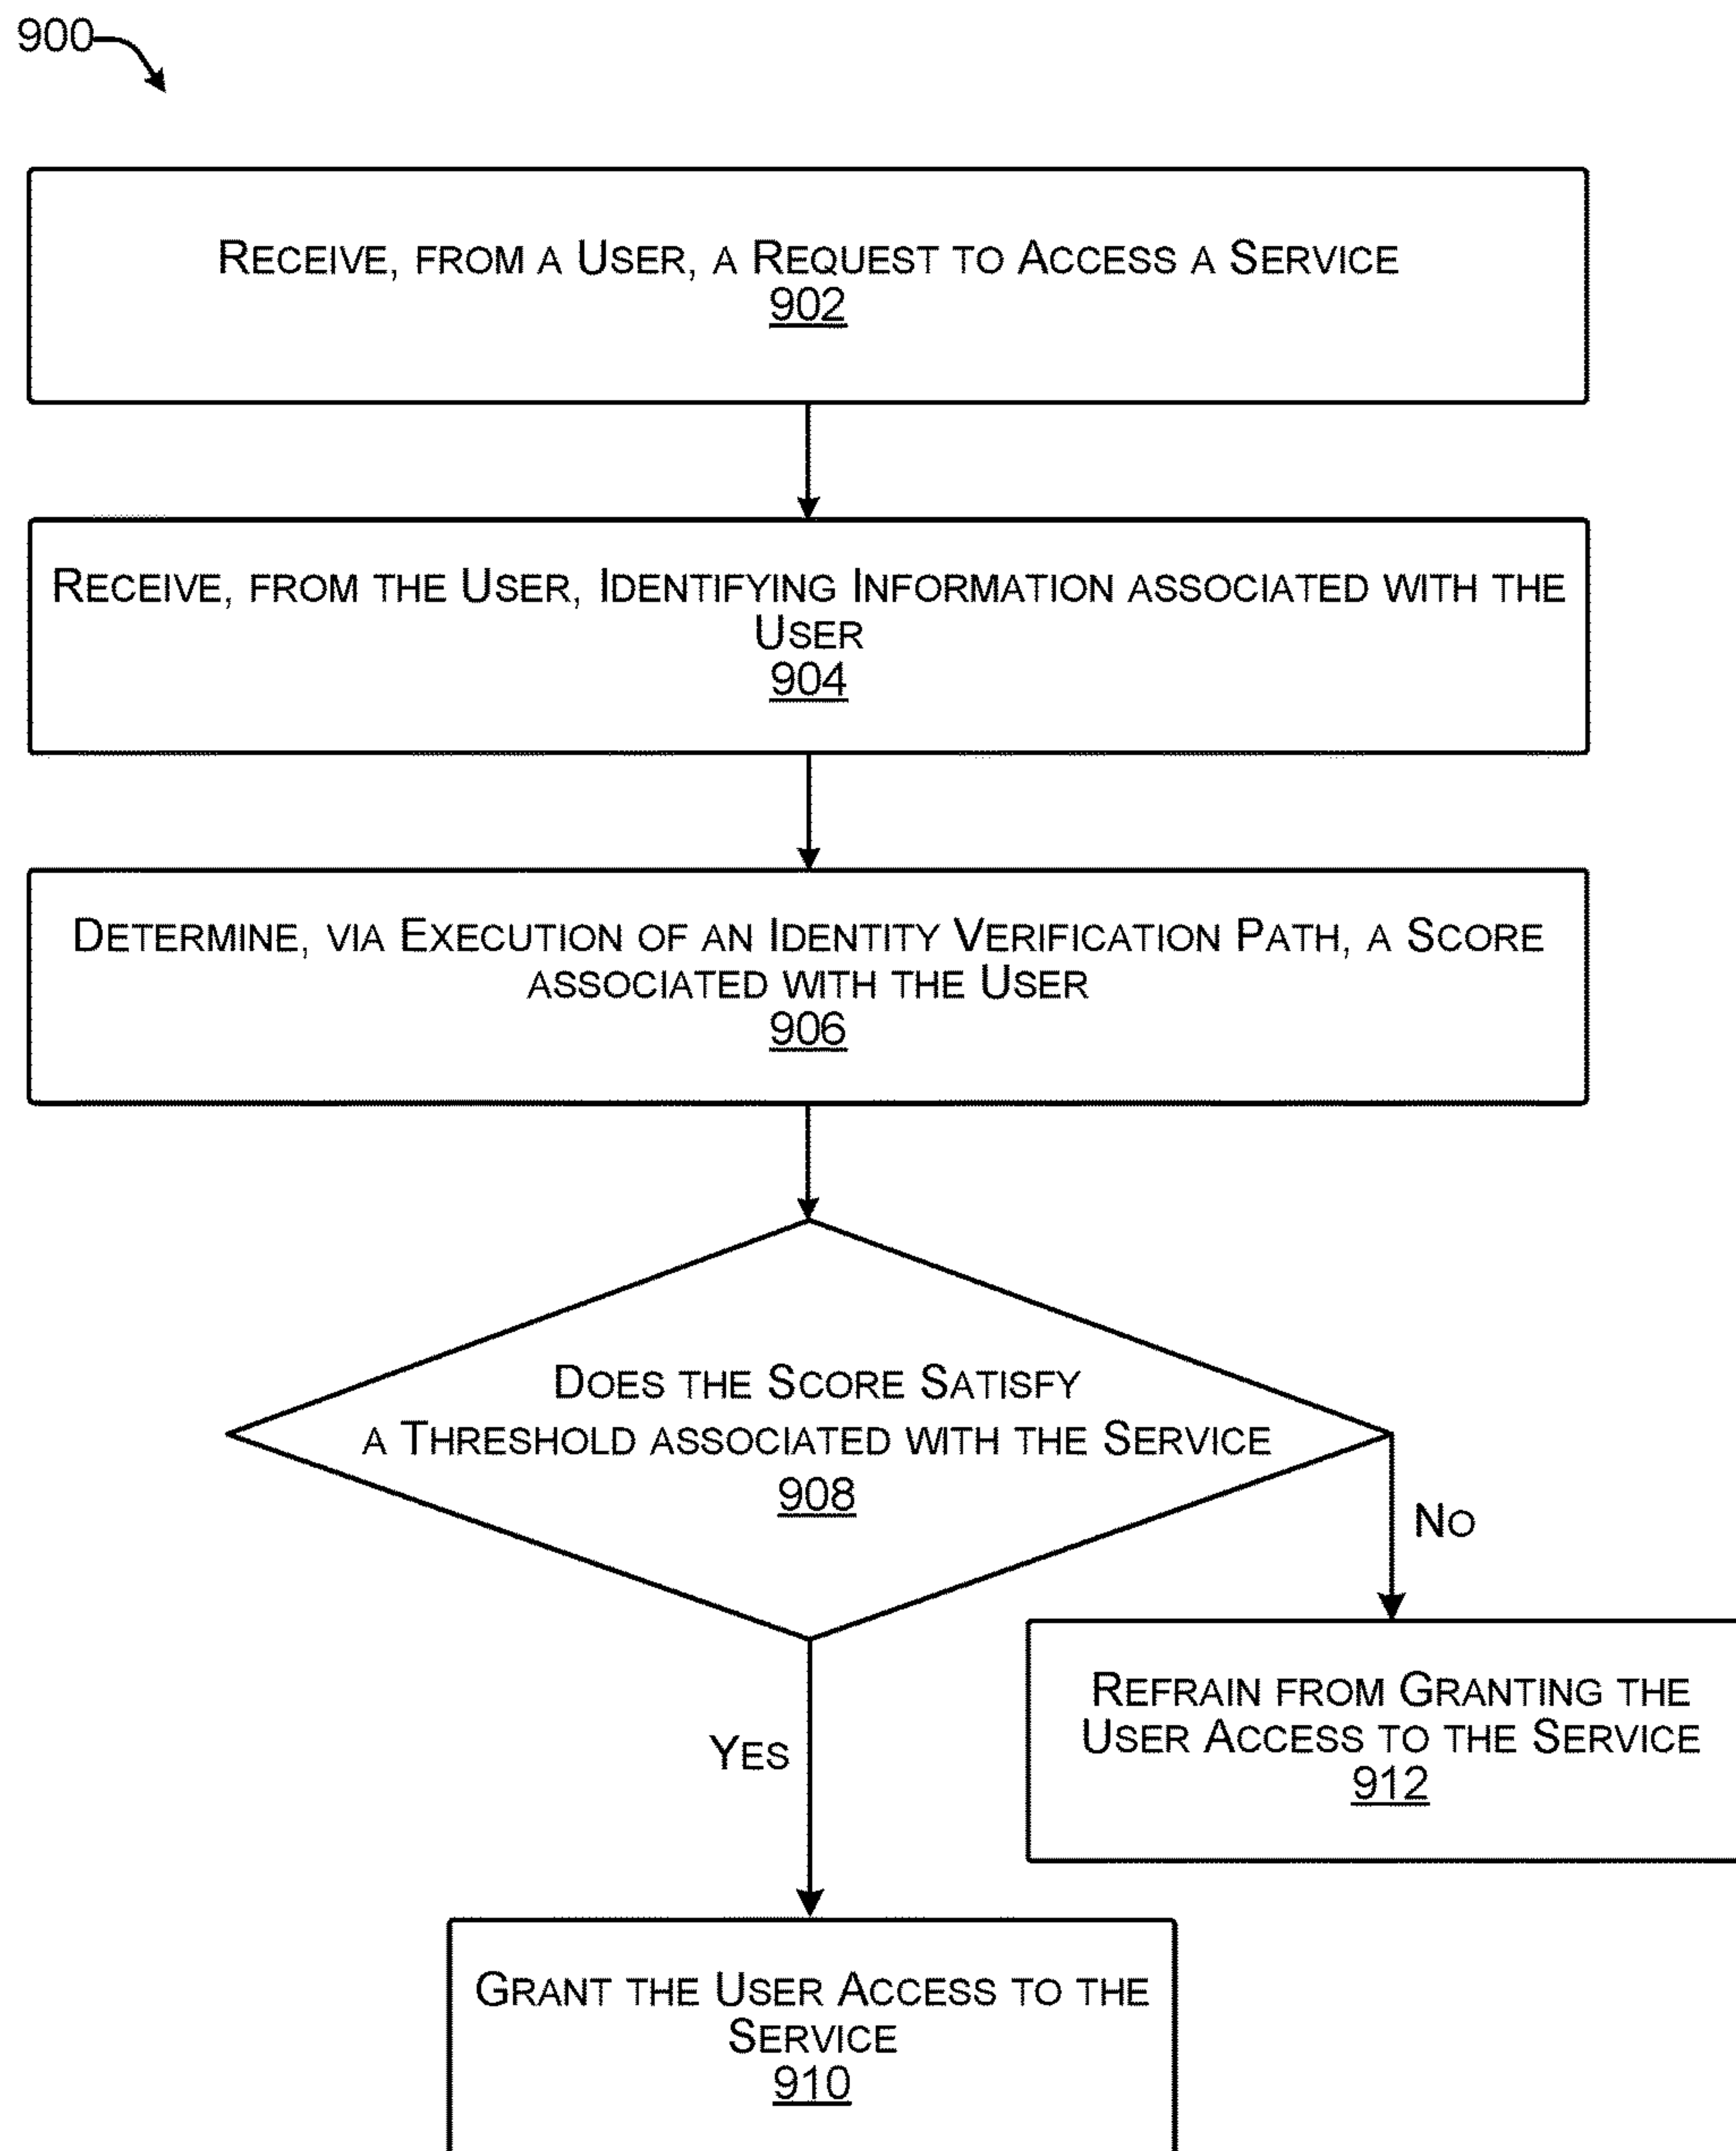 900
Receive, from a User, a Request to Access a Service
902
Receive, from the User, Identifying Information associated with the
User
904
Determine, via Execution of an Identity Verification Path, a Score
associated with the User
906
Does the Score Satisfy
a Threshold associated with the Service
908
No
Refrain from Granting the
User Access to the Service
912
Yes
Grant the User Access to the
Service
910